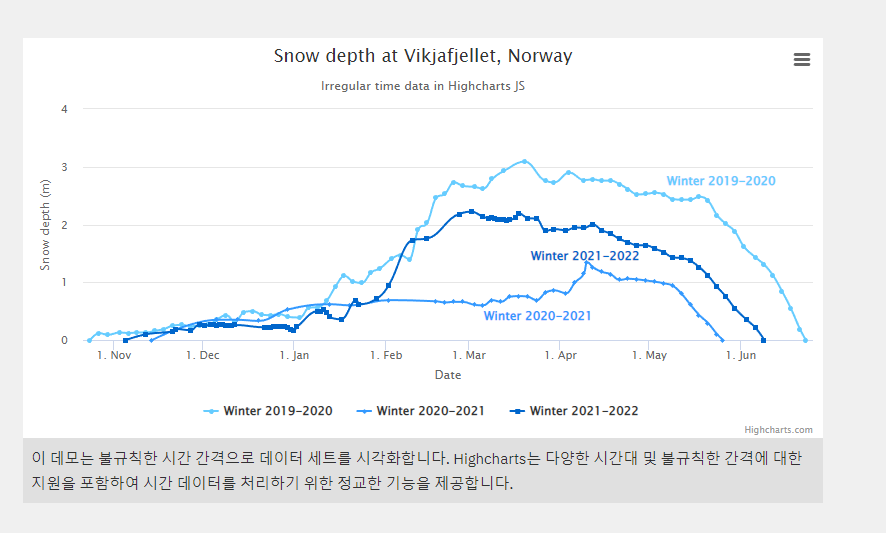 Snow depth at Vikjafjellet, Norway
Irregular time data in Highcharts JS
Snow depth (m)
4
3
2
1
0
Winter 2019-2020
Winter 2021-2022
Winter 2020-2021
1. Nov
1. Dec
1. Jan
1. Feb
1. Mar
1. Apr
1. May
1. Jun
Date
Winter 2019-2020
Winter 2020-2021
Winter 2021-2022
Highcharts.com
이 데모는 불규칙한 시간 간격으로 데이터 세트를 시각화합니다. Highcharts는 다양한 시간대 및 불규칙한 간격에 대한
지원을 포함하여 시간 데이터를 처리하기 위한 정교한 기능을 제공합니다.